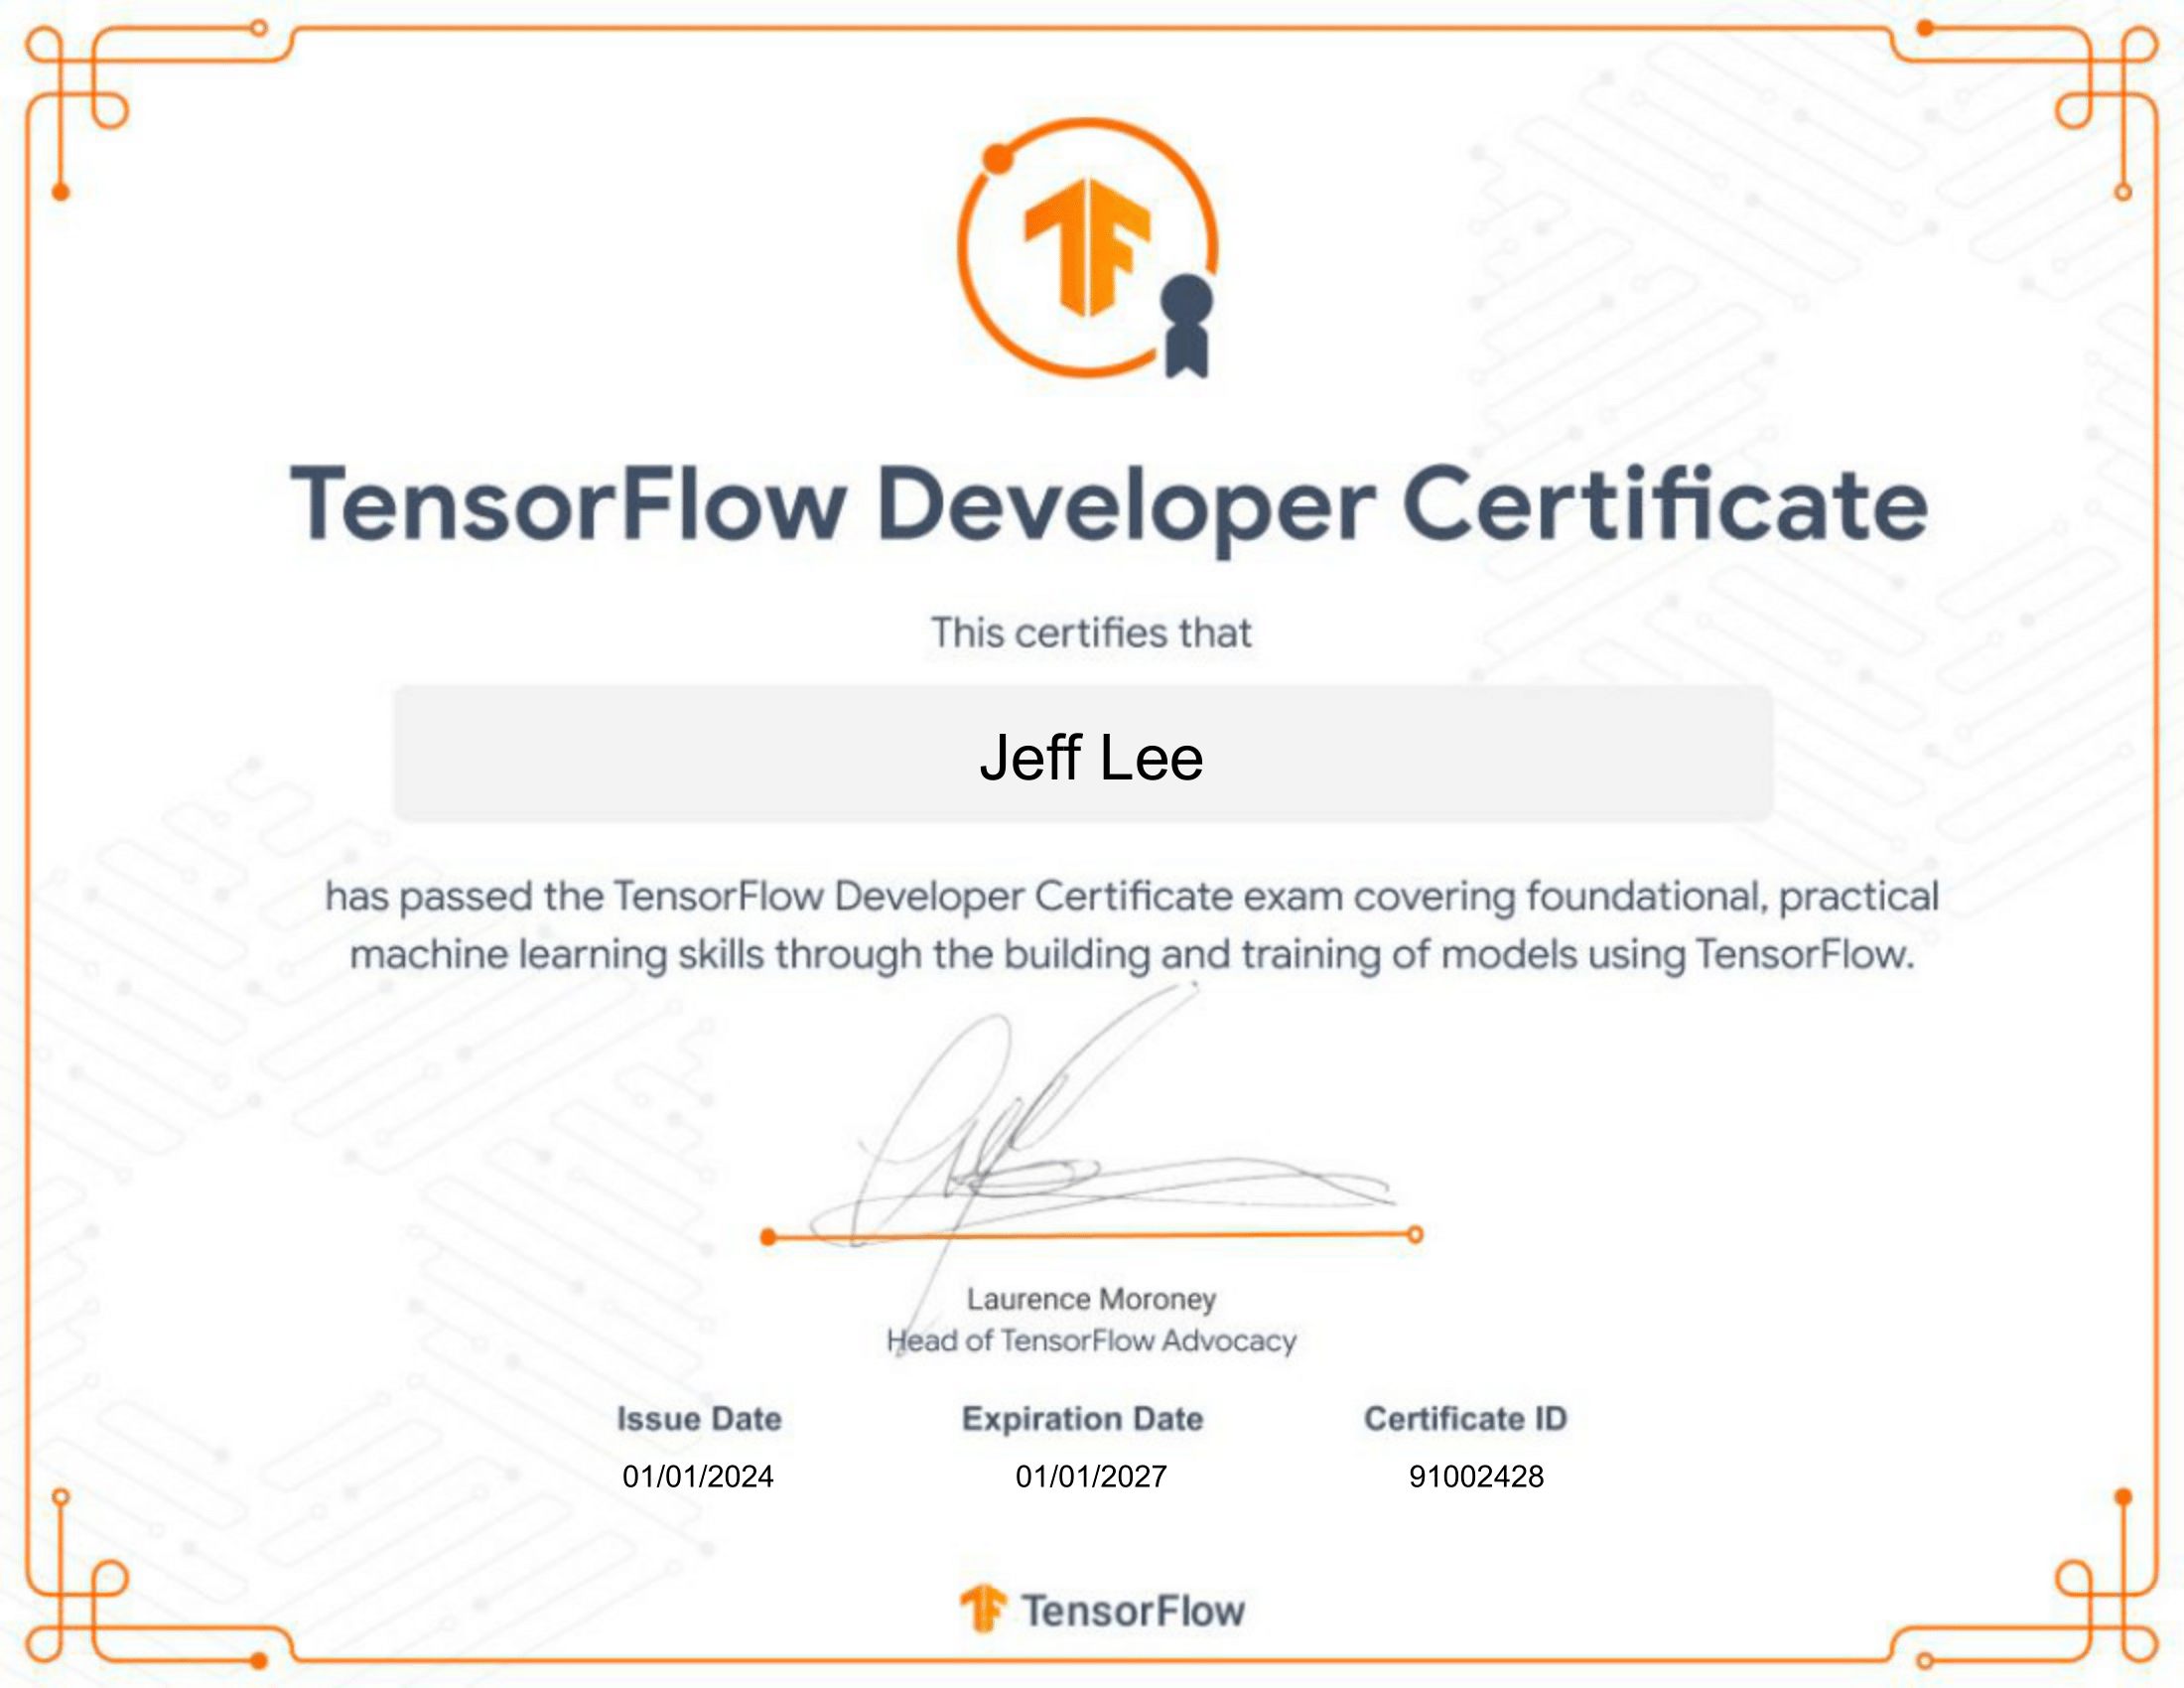 TensorFlow Developer Certificate
This certifies that
Jeff Lee
has passed the TensorFlow Developer Certificate exam covering foundational, practical
machine learning skills through the building and training of models using TensorFlow.
Laurence Moroney
Head of TensorFlow Advocacy
Issue Date Expiration Date Certificate ID
01/01/2024 01/01/2027 91002428
TensorFlow